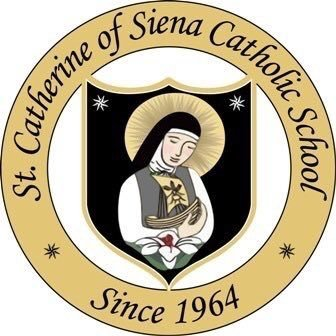 St. Catherine of Siena Catholic School
Since 1964